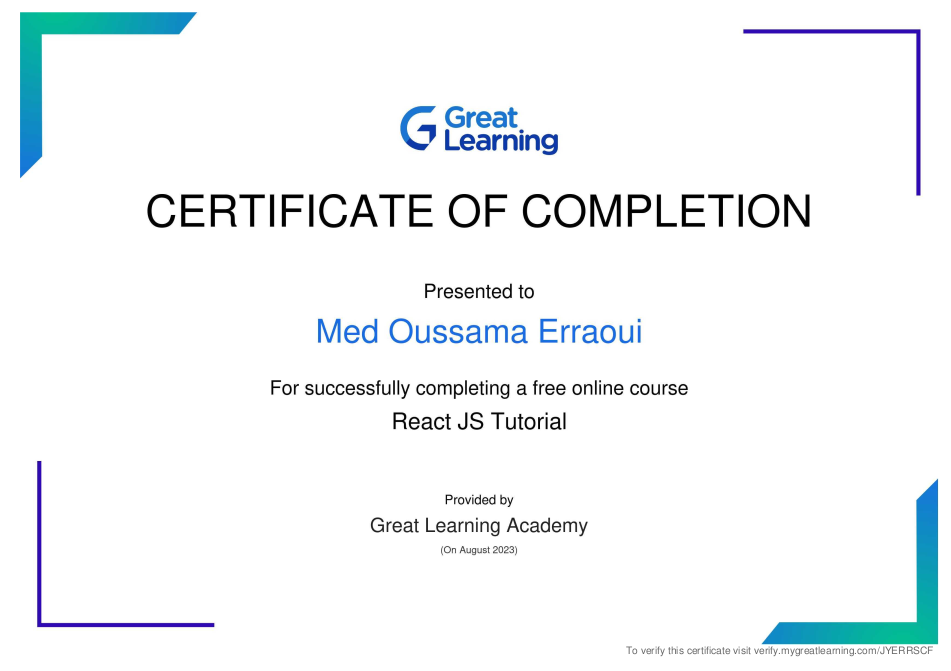 Great
Learning
CERTIFICATE OF COMPLETION
Presented to
Med Oussama Erraoui
For successfully completing a free online course
React JS Tutorial
Provided by
Great Learning Academy
(On August 2023)
To verify this certificate visit verify.mygreatlearning.com/JYERRSCF